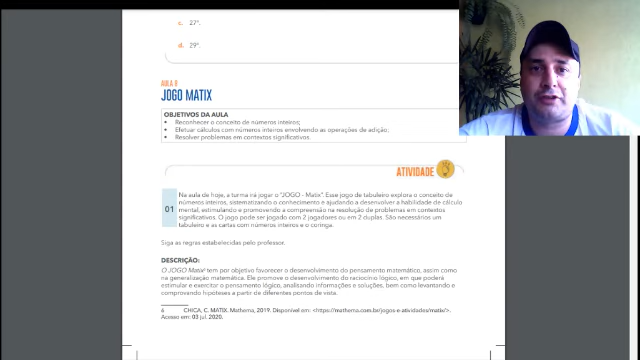 c. 27°.
d. 29°.
AULA 9
JOGO MATIX
OBJETIVOS DA AULA
• Reconhecer o conceito de números inteiros;
• Efetuar cálculos com números inteiros envolvendo as operações de adição,
• Resolver problemas em contextos significativos.
ATIVIDADE
01
Na aula de hoje, a turma irá jogar o "JOGO - Matix". Esse jogo de tabuleiro explora o conceito de
números inteiros, sistematizando o conhecimento e ajudando a desenvolver a habilidade de cálculo
mental, estimulando e promovendo a compreensão na resolução de problemas em contextos
significativos. O jogo pode ser jogado com 2 jogadores ou em 2 duplas. São necessários um
tabuleiro e as cartas com números inteiros e o coringa.
Siga as regras estabelecidas pelo professor.
DESCRIÇÃO:
O JOGO Matix⁶ tem por objetivo favorecer o desenvolvimento do pensamento matemático, assim como
na generalização matemática. Ele promove o desenvolvimento do raciocínio lógico, em que poderá
estimular e exercitar o pensamento lógico, analisando informações e soluções, bem como levantando e
comprovando hipóteses a partir de diferentes pontos de vista.
6 CHICA, C. MATIX. Mathema, 2019. Disponível em: <https://mathema.com.br/jogos-e-atividades/matix/>.
Acesso em: 03 jul. 2020.